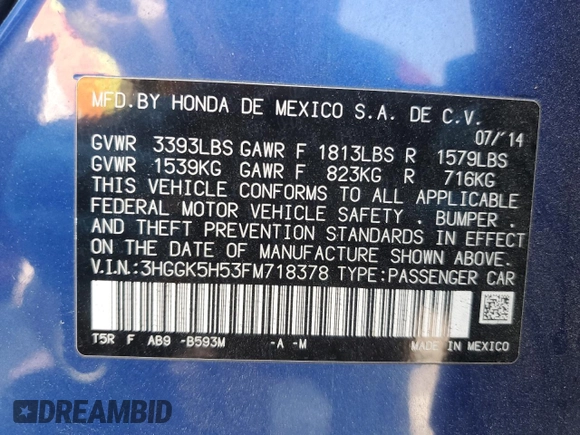 MFD.BY HONDA DE MEXICO S.A. DE C.V.
07/'14
GVWR 3393LBS GAWR F 1813LBS R 1579LBS
GVWR 1539KG GAWR F 823KG R 716KG
THIS VEHICLE CONFORMS TO ALL APPLICABLE
FEDERAL MOTOR VEHICLE SAFETY . BUMPER .
AND THEFT PREVENTION STANDARDS IN EFFECT
ON THE DATE OF MANUFACTURE SHOWN ABOVE.
V.I.N.:3HGGK5H53FM718378 TYPE:PASSENGER CAR
T5R F AB9 -B593M -A -M MADE IN MEXICO
DREAMBID